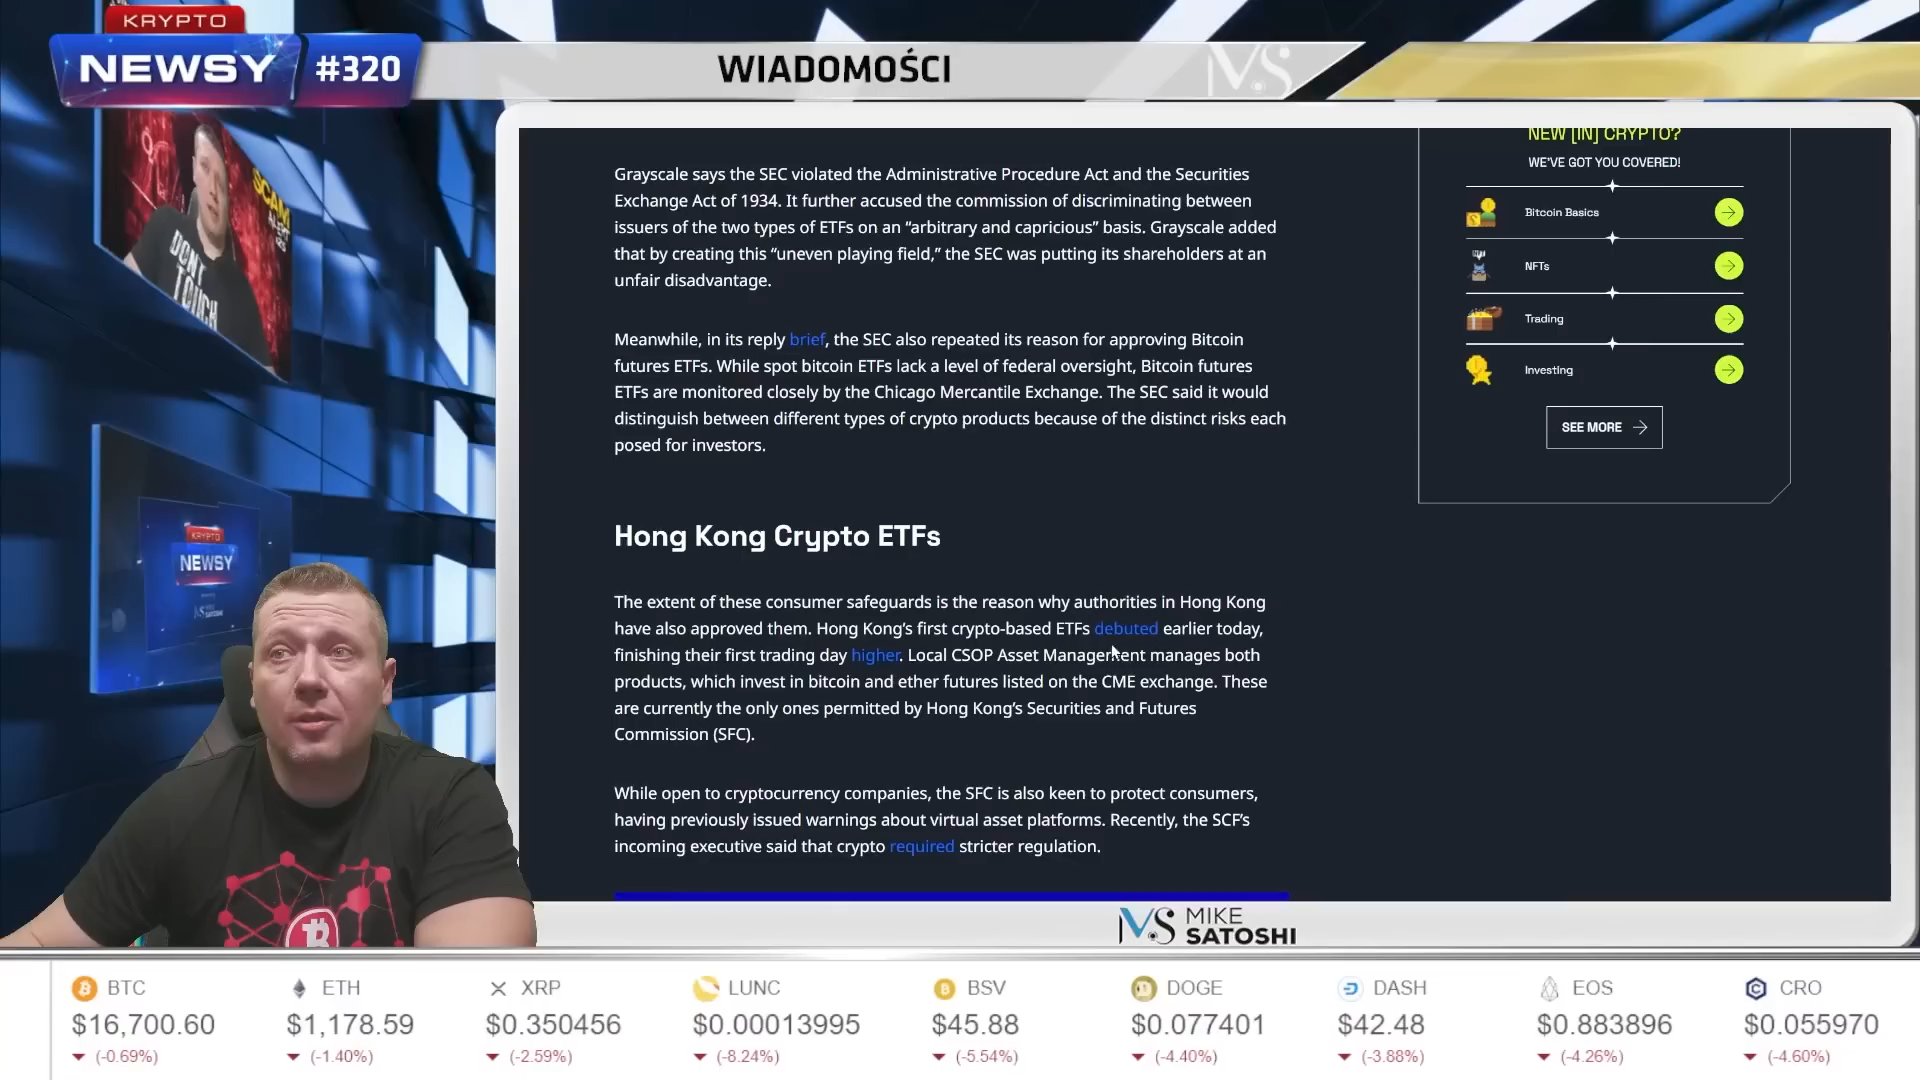 KRYPTO
NEWSY #320
WIADOMOŚCI
MS
SCAM
ALERT
DON'T
TOUCH
KRYPTO
NEWSY
Grayscale says the SEC violated the Administrative Procedure Act and the Securities
Exchange Act of 1934. It further accused the commission of discriminating between
issuers of the two types of ETFs on an “arbitrary and capricious” basis. Grayscale added
that by creating this “uneven playing field,” the SEC was putting its shareholders at an
unfair disadvantage.
Meanwhile, in its reply brief, the SEC also repeated its reason for approving Bitcoin
futures ETFs. While spot bitcoin ETFs lack a level of federal oversight, Bitcoin futures
ETFs are monitored closely by the Chicago Mercantile Exchange. The SEC said it would
distinguish between different types of crypto products because of the distinct risks each
posed for investors.
Hong Kong Crypto ETFs
The extent of these consumer safeguards is the reason why authorities in Hong Kong
have also approved them. Hong Kong’s first crypto-based ETFs debuted earlier today,
finishing their first trading day higher. Local CSOP Asset Management manages both
products, which invest in bitcoin and ether futures listed on the CME exchange. These
are currently the only ones permitted by Hong Kong’s Securities and Futures
Commission (SFC).
While open to cryptocurrency companies, the SFC is also keen to protect consumers,
having previously issued warnings about virtual asset platforms. Recently, the SCF’s
incoming executive said that crypto required stricter regulation.
NEW [IN] CRYPTO?
WE'VE GOT YOU COVERED!
Bitcoin Basics
NFTs
Trading
Investing
SEE MORE
MS MIKE
SATOSHI
BTC
$16,700.60
(-0.69%)
ETH
$1,178.59
(-1.40%)
XRP
$0.350456
(-2.59%)
LUNC
$0.00013995
(-8.24%)
BSV
$45.88
(-5.54%)
DOGE
$0.077401
(-4.40%)
DASH
$42.48
(-3.88%)
EOS
$0.883896
(-4.26%)
CRO
$0.055970
(-4.60%)